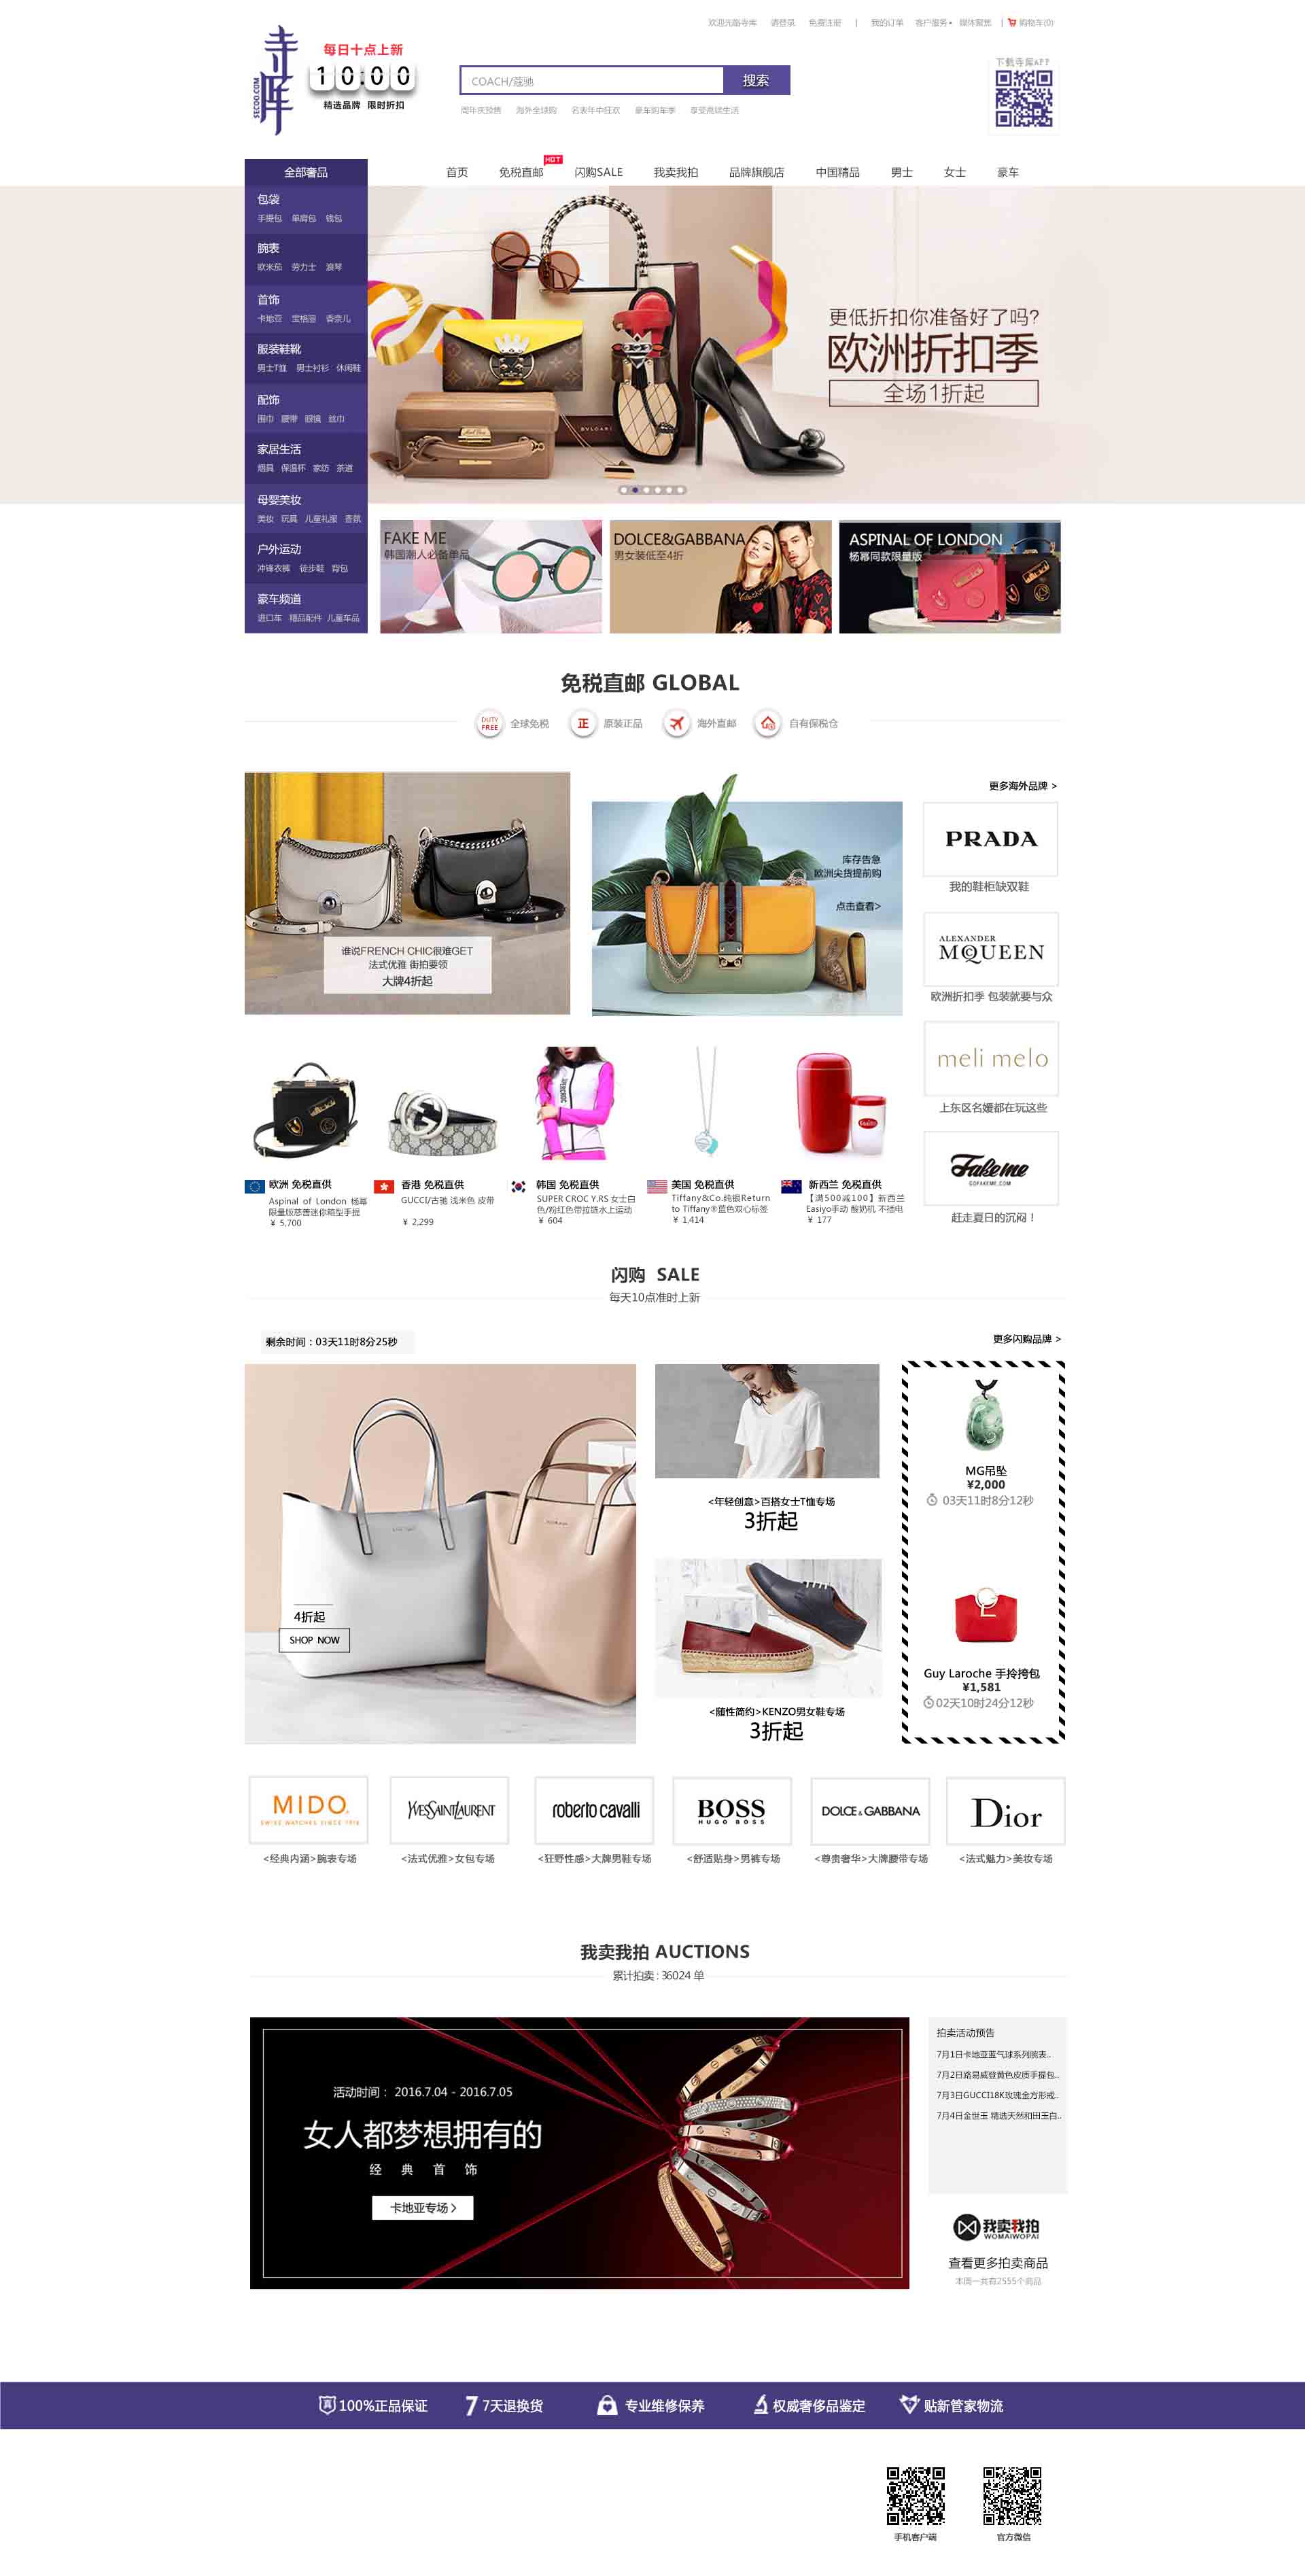 欢迎光临寺库 请登录 免费注册 | 我的订单 客户服务 媒体聚焦 | 购物车(0)
寺库
SECOO.COM
每日十点上新
10:00
精选品牌 限时折扣
COACH/蔻驰
搜索
周年庆预售 海外全球购 名表年中狂欢 豪车购车季 享受高端生活
下载寺库APP
全部奢品
首页 免税直邮 HOT 闪购SALE 我卖我拍 品牌旗舰店 中国精品 男士 女士 豪车
包袋
手提包 单肩包 钱包
腕表
欧米茄 劳力士 浪琴
首饰
卡地亚 宝格丽 香奈儿
服装鞋靴
男士T恤 男士衬衫 休闲鞋
配饰
围巾 腰带 眼镜 丝巾
家居生活
烟具 保温杯 家纺 茶道
母婴美妆
美妆 玩具 儿童礼服 香氛
户外运动
冲锋衣裤 徒步鞋 背包
豪车频道
进口车 精品配件 儿童车品
BVLGARI
更低折扣你准备好了吗?
欧洲折扣季
全场1折起
FAKE ME
韩国潮人必备单品
DOLCE&GABBANA
男女装低至4折
ASPINAL OF LONDON
杨幂同款限量版
免税直邮 GLOBAL
DUTY FREE 全球免税 正 原装正品 海外直邮 自有保税仓
谁说FRENCH CHIC很难GET
法式优雅 街拍要领
大牌4折起
库存告急
欧洲尖货提前购
点击查看>
更多海外品牌 >
PRADA
我的鞋柜缺双鞋
ALEXANDER
McQUEEN
欧洲折扣季 包装就要与众
meli melo
上东区名媛都在玩这些
Fakeme
GOFAKEME.COM
赶走夏日的沉闷！
欧洲 免税直供
Aspinal of London 杨幂
限量版慈善迷你箱型手提
¥ 5,700
香港 免税直供
GUCCI/古驰 浅米色 皮带
¥ 2,299
韩国 免税直供
SUPER CROC Y.RS 女士白
色/粉红色带拉链水上运动
¥ 604
美国 免税直供
Tiffany&Co.纯银Return
to Tiffany®蓝色双心标签
¥ 1,414
新西兰 免税直供
【满500减100】新西兰
Easiyo手动 酸奶机 不插电
¥ 177
闪购 SALE
每天10点准时上新
剩余时间：03天11时8分25秒
更多闪购品牌 >
4折起
SHOP NOW
<年轻创意>百搭女士T恤专场
3折起
<随性简约>KENZO男女鞋专场
3折起
MG吊坠
¥2,000
03天11时8分12秒
Guy Laroche 手拎挎包
¥1,581
02天10时24分12秒
MIDO
SWISS WATCHES SINCE 1918
<经典内涵>腕表专场
YVESSAINTLAURENT
<法式优雅>女包专场
roberto cavalli
<狂野性感>大牌男鞋专场
BOSS
HUGO BOSS
<舒适贴身>男裤专场
DOLCE & GABBANA
<尊贵奢华>大牌腰带专场
Dior
<法式魅力>美妆专场
我卖我拍 AUCTIONS
累计拍卖 : 36024 单
活动时间： 2016.7.04 - 2016.7.05
女人都梦想拥有的
经 典 首 饰
卡地亚专场 >
拍卖活动预告
7月1日卡地亚蓝气球系列腕表..
7月2日路易威登黄色皮质手提包..
7月3日GUCCI18K玫瑰金方形戒..
7月4日金世玉 精选天然和田玉白..
我卖我拍
WOMAIWOPAI
查看更多拍卖商品
本周一共有2555个商品
100%正品保证 7 7天退换货 专业维修保养 权威奢侈品鉴定 贴新管家物流
手机客户端 官方微信